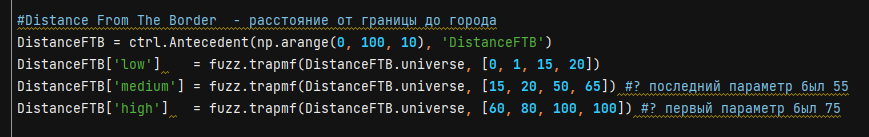 #Distance From The Border  - расстояние от границы до города
DistanceFTB = ctrl.Antecedent(np.arange(0, 100, 10), 'DistanceFTB')
DistanceFTB['low']    = fuzz.trapmf(DistanceFTB.universe, [0, 1, 15, 20])
DistanceFTB['medium'] = fuzz.trapmf(DistanceFTB.universe, [15, 20, 50, 65]) #? последний параметр был 55
DistanceFTB['high']   = fuzz.trapmf(DistanceFTB.universe, [60, 80, 100, 100]) #? первый параметр был 75